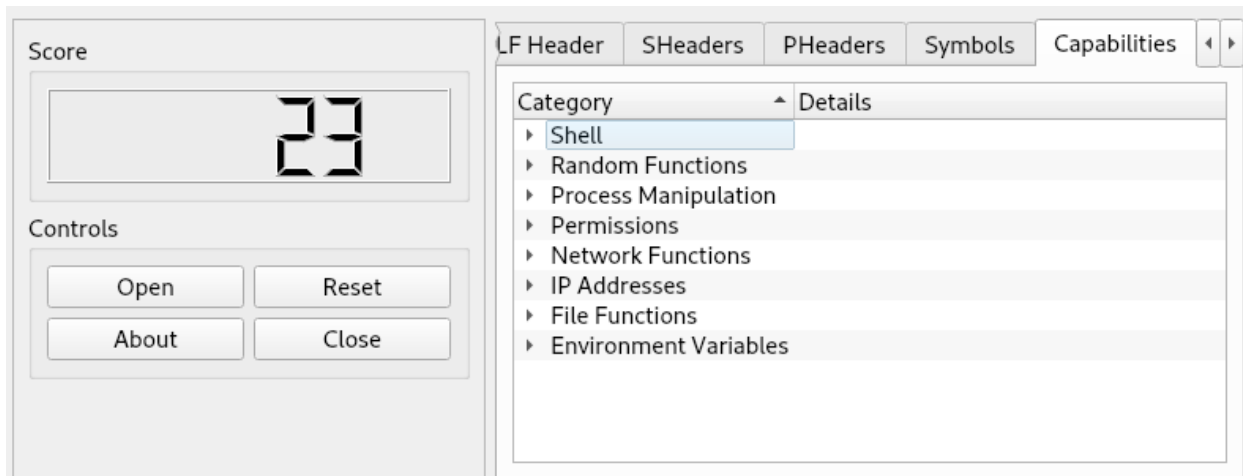 Score
23
Controls
Open Reset
About Close
LF Header SHeaders PHeaders Symbols Capabilities
Category Details
Shell
Random Functions
Process Manipulation
Permissions
Network Functions
IP Addresses
File Functions
Environment Variables